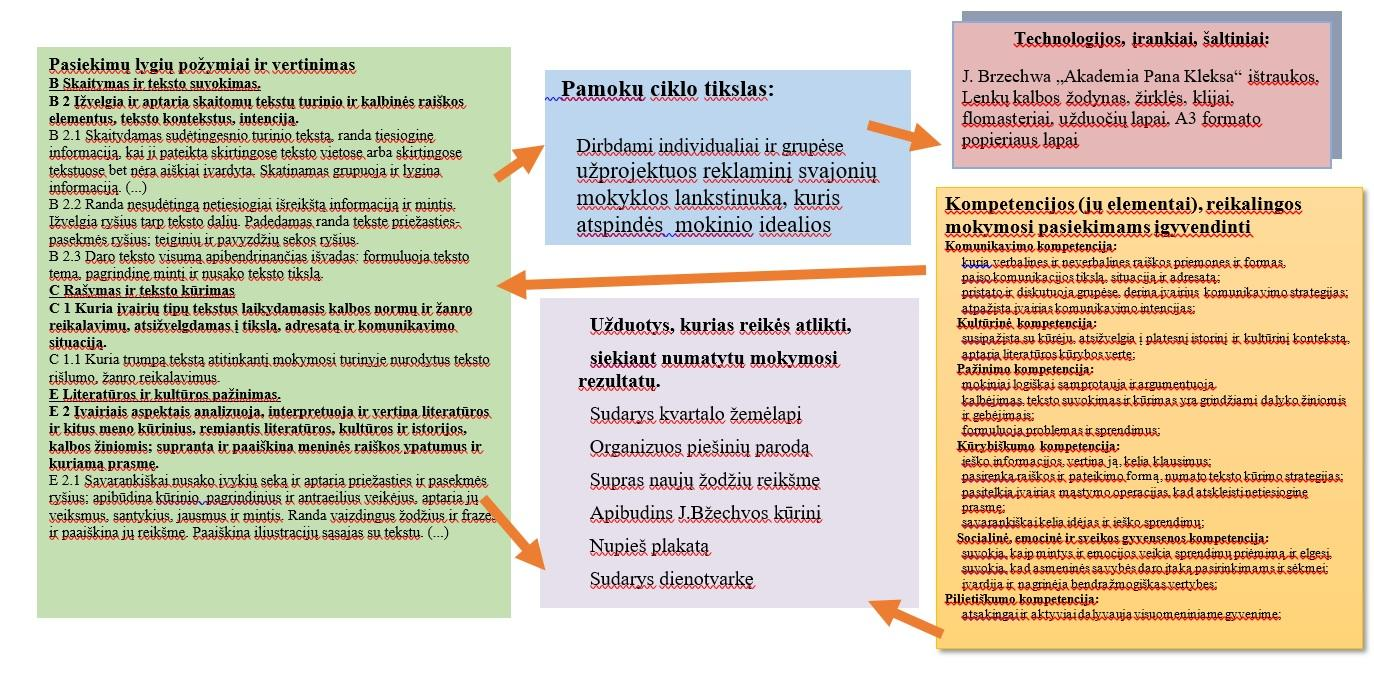 Pasiekimų lygių požymiai ir vertinimas
B Skaitymas ir teksto suvokimas.
B 2 Įžvelgia ir aptaria skaitomų tekstų turinio ir kalbinės raiškos
elementus, teksto kontekstus, intenciją.
B 2.1 Skaitydamas sudėtingesnio turinio tekstą, randa tiesioginę
informaciją, kai ji pateikta skirtingose teksto vietose arba skirtingose
tekstuose bet nėra aiškiai įvardyta. Skatinamas grupuoja ir lygina
informaciją. (...)
B 2.2 Randa nesudėtingą netiesiogiai išreikštą informaciją ir mintis.
Įžvelgia ryšius tarp teksto dalių. Padedamas randa tekste priežasties-
pasekmės ryšius; teiginių ir pavyzdžių sekos ryšius.
B 2.3 Daro teksto visumą apibendrinančias išvadas: formuluoja teksto
temą, pagrindinę mintį ir nusako teksto tikslą.
C Rašymas ir teksto kūrimas
C 1 Kuria įvairių tipų tekstus laikydamasis kalbos normų ir žanro
reikalavimų, atsižvelgdamas į tikslą, adresatą ir komunikavimo
situaciją.
C 1.1 Kuria trumpą tekstą atitinkantį mokymosi turinyje nurodytus teksto
rišlumo, žanro reikalavimus.
E Literatūros ir kultūros pažinimas.
E 2 Įvairiais aspektais analizuoja, interpretuoja ir vertina literatūros
ir kitus meno kūrinius, remiantis literatūros, kultūros ir istorijos,
kalbos žiniomis; supranta ir paaiškina meninės raiškos ypatumus ir
kuriamą prasmę.
E 2.1 Savarankiškai nusako įvykių seką ir aptaria priežasties ir pasekmės
ryšius; apibūdina kūrinio, pagrindinius ir antraeilius veikėjus, aptaria jų
veiksmus, santykius, jausmus ir mintis. Randa vaizdingus žodžius ir frazes
ir paaiškina jų reikšmę. Paaiškina iliustracijų sąsajas su tekstu. (...)
Pamokų ciklo tikslas:
Dirbdami individualiai ir grupėse
užprojektuos reklaminį svajonių
mokyklos lankstinuką, kuris
atspindės mokinio idealios
Užduotys, kurias reikės atlikti,
siekiant numatytų mokymosi
rezultatų.
Sudarys kvartalo žemėlapį
Organizuos piešinių parodą
Supras naujų žodžių reikšmę
Apibudins J.Bžechvos kūrinį
Nupieš plakatą
Sudarys dienotvarkę
Technologijos, įrankiai, šaltiniai:
J. Brzechwa „Akademia Pana Kleksa“ ištraukos,
Lenkų kalbos žodynas, žirklės, klijai,
flomasteriai, užduočių lapai, A3 formato
popieriaus lapai
Kompetencijos (jų elementai), reikalingos
mokymosi pasiekimams įgyvendinti
Komunikavimo kompetencija:
kuria verbalines ir neverbalines raiškos priemones ir formas,
paiso komunikacijos tikslą, situaciją ir adresatą;
pristato ir diskutuoja grupėse, derina įvairius komunikavimo strategijas;
atpažįsta įvairias komunikavimo intencijas;
Kultūrinė kompetencija:
susipažįsta su kūrėju, atsižvelgia į platesnį istorinį ir kultūrinį kontekstą,
aptaria literatūros kūrybos vertę;
Pažinimo kompetencija:
mokiniai logiškai samprotauja ir argumentuoja,
kalbėjimas, teksto suvokimas ir kūrimas yra grindžiami dalyko žiniomis
ir gebėjimais;
formuluoja problemas ir sprendimus;
Kūrybiškumo kompetencija:
ieško informacijos, vertina ją, kelia klausimus;
pasirenka raiškos ir pateikimo formą, numato teksto kūrimo strategijas;
pasitelkia įvairias mąstymo operacijas, kad atskleisti netiesioginę
prasmę;
savarankiškai kelia idėjas ir ieško sprendimų;
Socialinė, emocinė ir sveikos gyvensenos kompetencija:
suvokia, kaip mintys ir emocijos veikia sprendimų priėmimą ir elgesį,
suvokia, kad asmeninės savybės daro įtaką pasirinkimams ir sėkmei;
įvardija ir nagrinėja bendražmogiškas vertybes;
Pilietiškumo kompetencija:
atsakingai ir aktyviai dalyvauja visuomeniniame gyvenime;